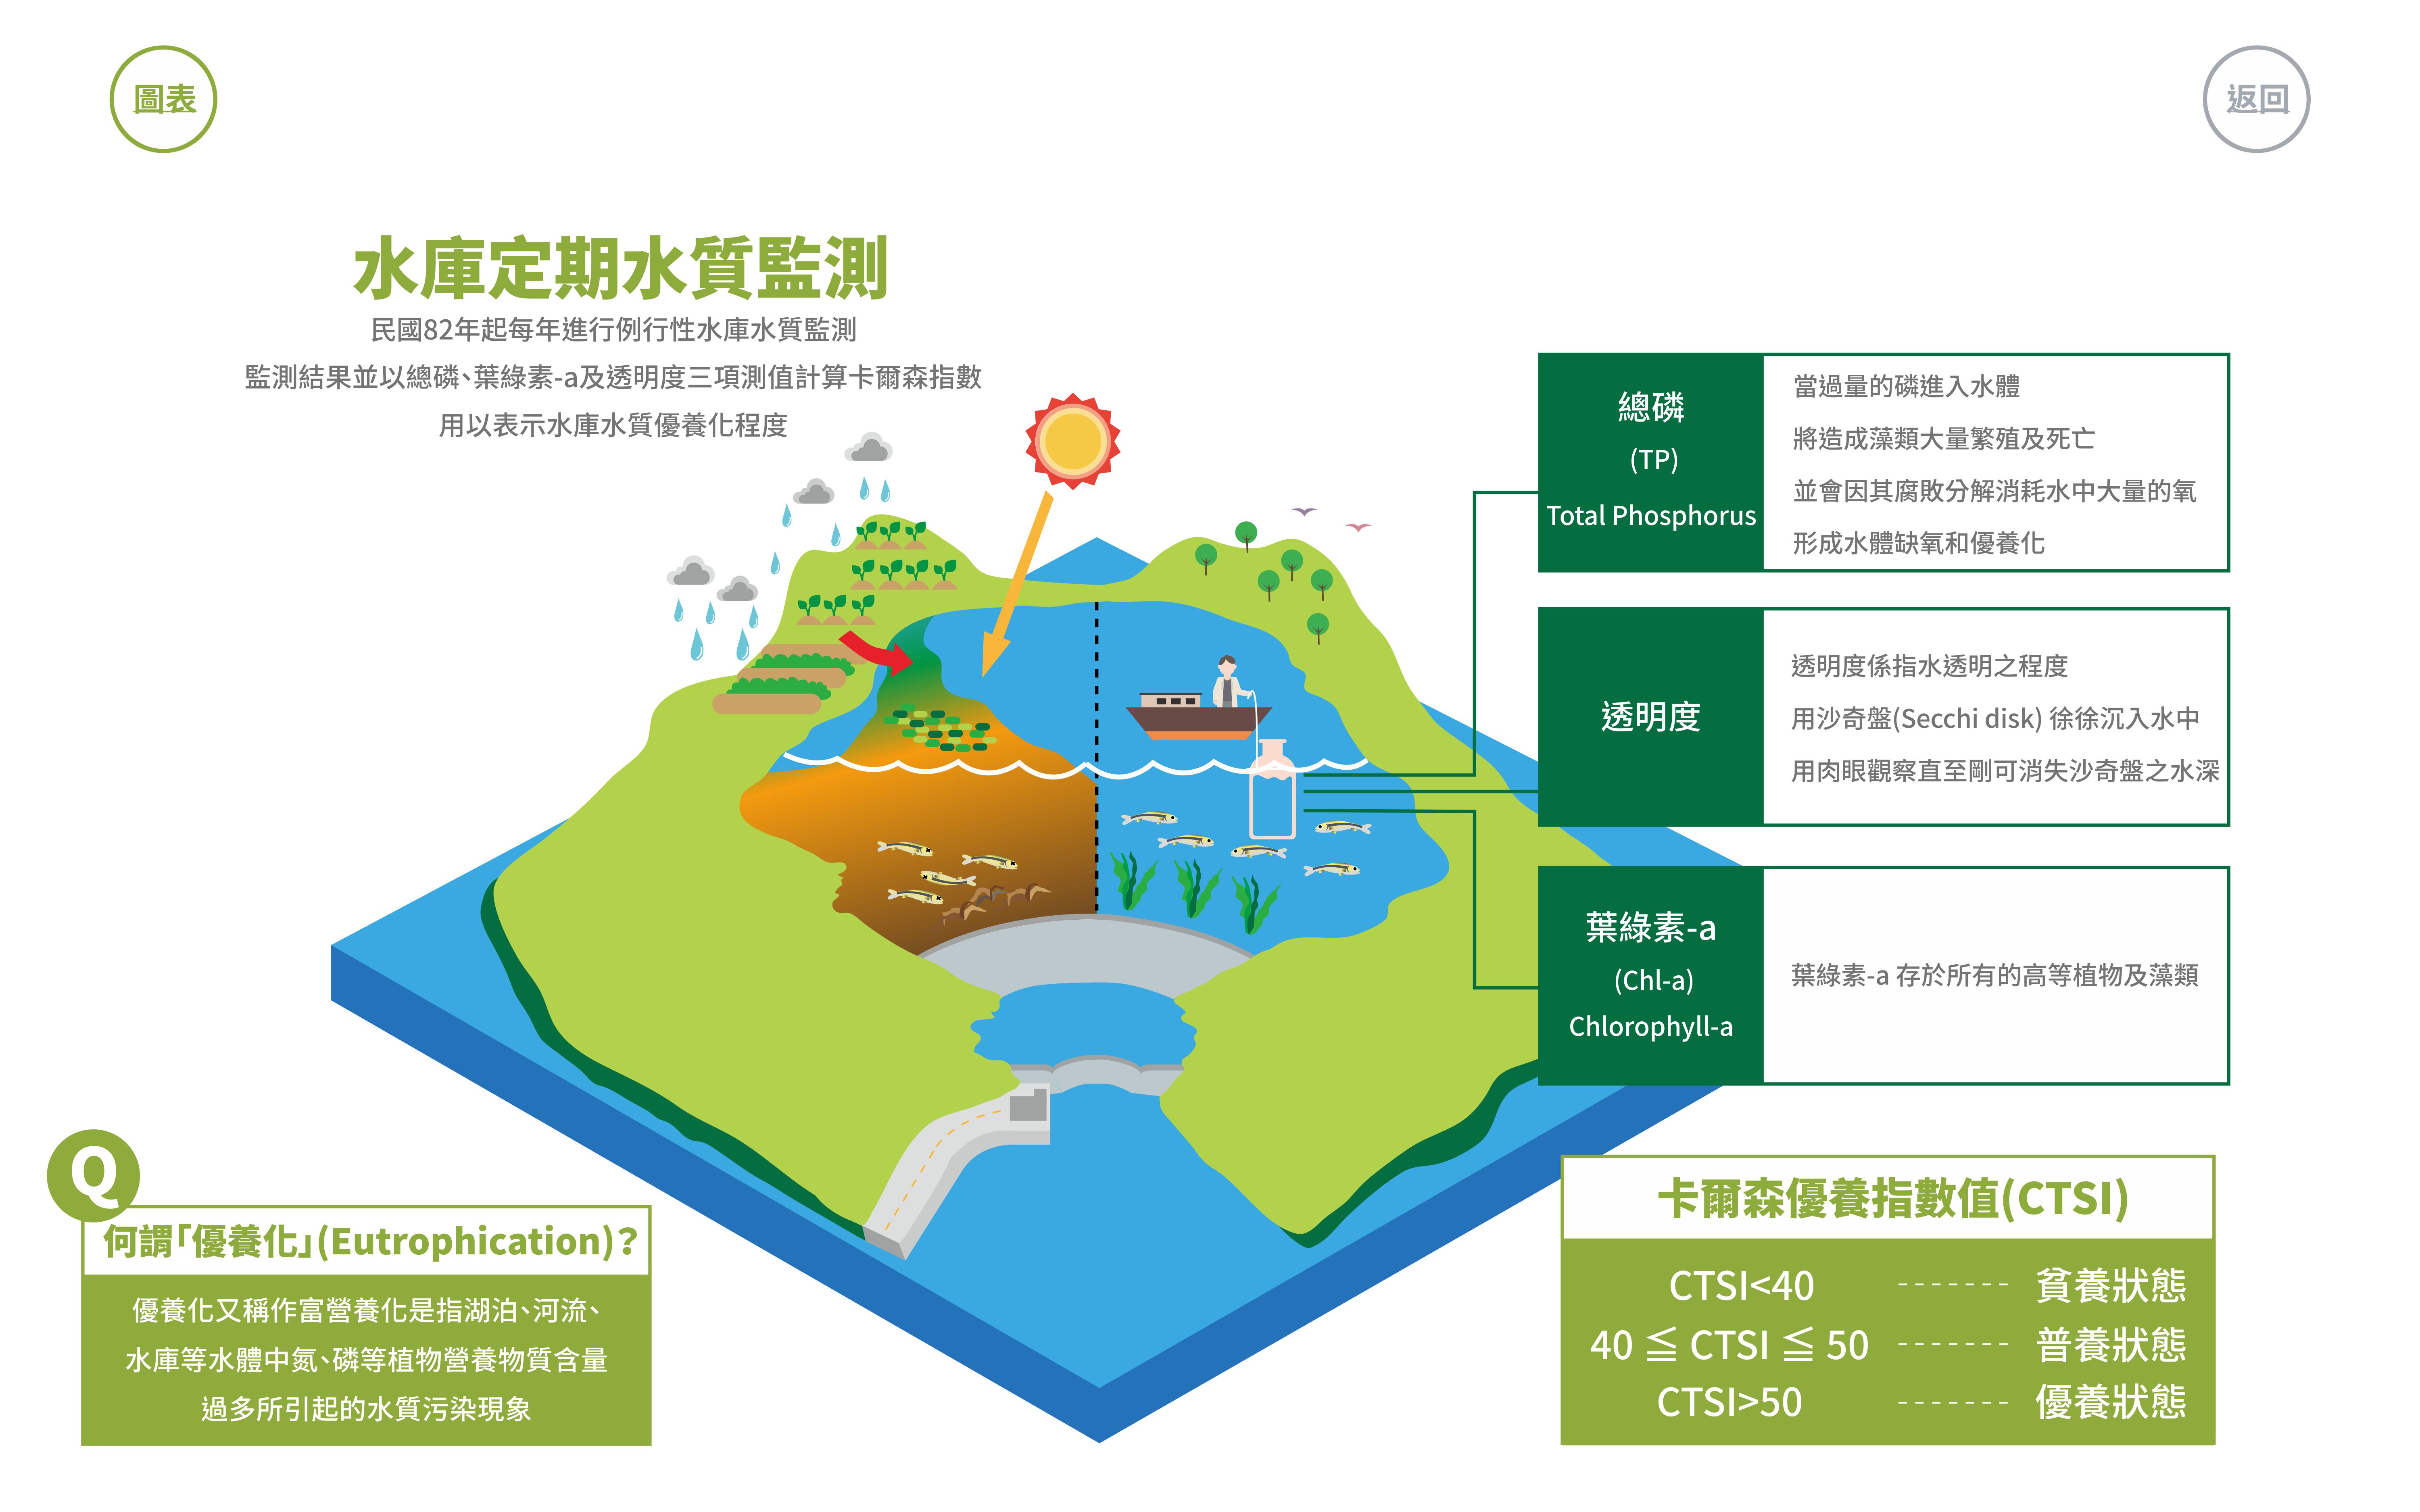 圖表
返回
水庫定期水質監測
民國82年起每年進行例行性水庫水質監測
監測結果並以總磷、葉綠素-a及透明度三項測值計算卡爾森指數
用以表示水庫水質優養化程度
總磷
(TP)
Total Phosphorus
當過量的磷進入水體
將造成藻類大量繁殖及死亡
並會因其腐敗分解消耗水中大量的氧
形成水體缺氧和優養化
透明度
透明度係指水透明之程度
用沙奇盤(Secchi disk) 徐徐沉入水中
用肉眼觀察直至剛可消失沙奇盤之水深
葉綠素-a
(Chl-a)
Chlorophyll-a
葉綠素-a 存於所有的高等植物及藻類
Q
何謂「優養化」(Eutrophication)?
優養化又稱作富營養化是指湖泊、河流、
水庫等水體中氮、磷等植物營養物質含量
過多所引起的水質污染現象
卡爾森優養指數值(CTSI)
CTSI<40 ------- 貧養狀態
40 ≦ CTSI ≦ 50 ------- 普養狀態
CTSI>50 ------- 優養狀態